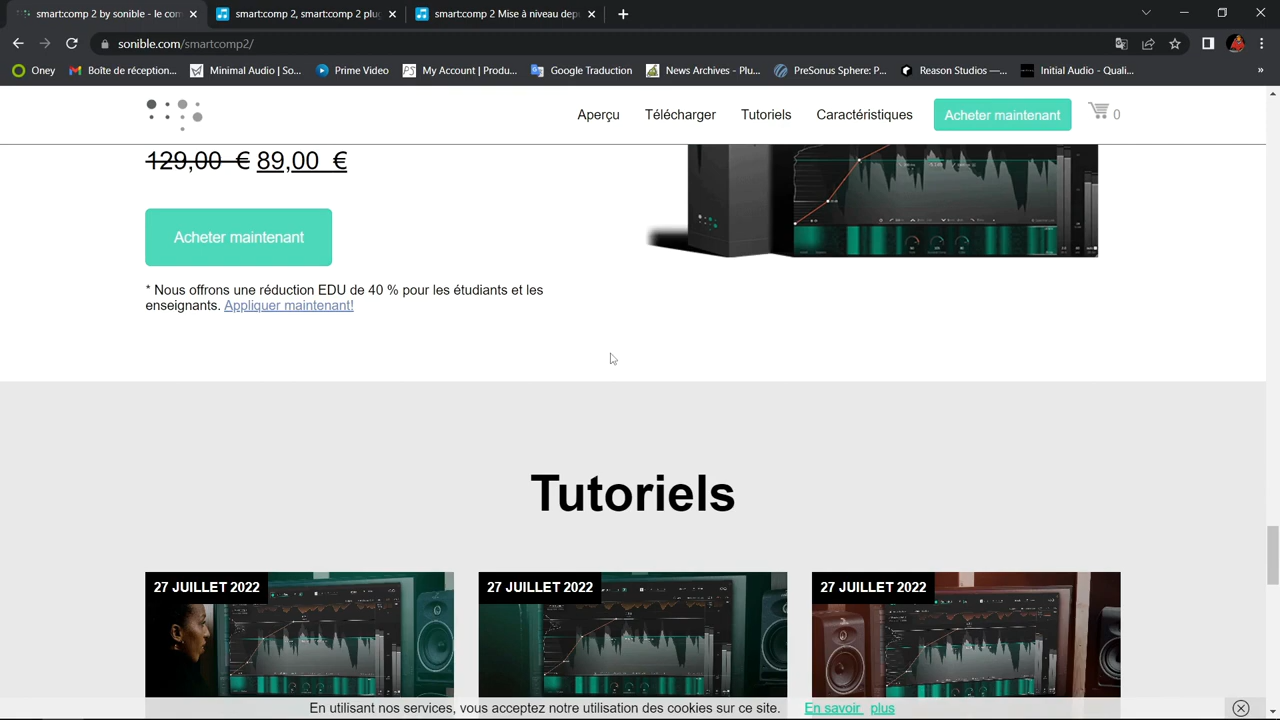 smart:comp 2 by sonible - le com
smart:comp 2, smart:comp 2 plug
smart:comp 2 Mise à niveau dep
sonible.com/smartcomp2/
Oney
Boîte de réception...
Minimal Audio | So...
Prime Video
My Account | Produ...
Google Traduction
News Archives - Plu...
PreSonus Sphere: P...
Reason Studios —...
Initial Audio - Quali...
»
Aperçu
Télécharger
Tutoriels
Caractéristiques
Acheter maintenant
0
129,00 € 89,00 €
Acheter maintenant
* Nous offrons une réduction EDU de 40 % pour les étudiants et les
enseignants. Appliquer maintenant!
Tutoriels
27 JUILLET 2022
27 JUILLET 2022
27 JUILLET 2022
En utilisant nos services, vous acceptez notre utilisation des cookies sur ce site. En savoir plus